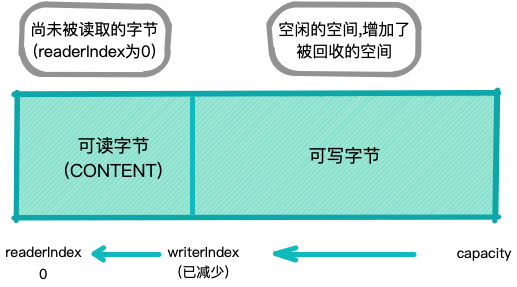 尚未被读取的字节
(readerIndex为0)
空闲的空间,增加了
被回收的空间
可读字节
(CONTENT)
可写字节
readerIndex
0
writerIndex
(已减少)
capacity